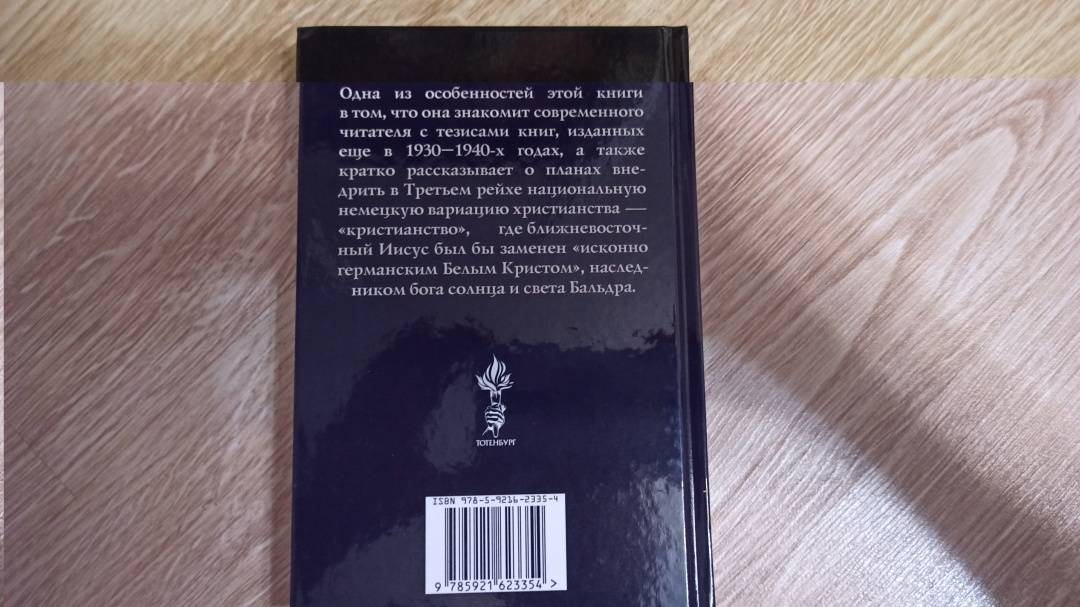 Одна из особенностей этой книги
в том, что она знакомит современного
читателя с тезисами книг, изданных
еще в 1930—1940-х годах, а также
кратко рассказывает о планах вне-
дрить в Третьем рейхе национальную
немецкую вариацию христианства —
«кристианство», где ближневосточ-
ный Иисус был бы заменен «исконно
германским Белым Кристом», наслед-
ником бога солнца и света Бальдра.
ТОТЕНБУРГ
ISBN 978-5-9216-2335-4
9 785921 623354 >